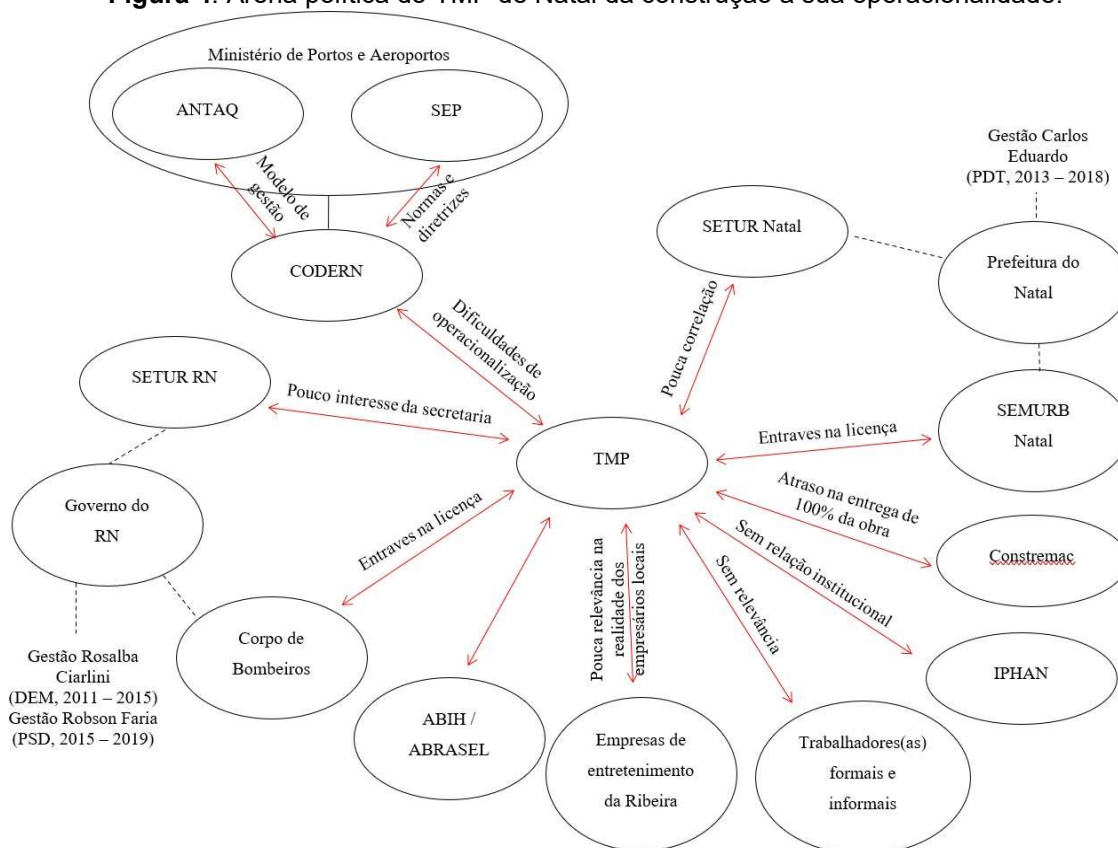 Figura 4. Arena política do TMP de Natal da construção à sua operacionalidade.
Ministério de Portos e Aeroportos
ANTAQ
SEP
Modelo de
gestão
Normas e
diretrizes
CODERN
Gestão Carlos
Eduardo
(PDT, 2013 – 2018)
SETUR Natal
Prefeitura do
Natal
Dificuldades de
operacionalização
Pouca correlação
SETUR RN
Pouco interesse da secretaria
SEMURB
Natal
Entraves na licença
TMP
Governo do
RN
Entraves na licença
Atraso na entrega de
100% da obra
Constremac
Sem relação institucional
Sem relevância
Pouca relevância na
realidade dos
empresários locais
Corpo de
Bombeiros
IPHAN
Gestão Rosalba
Ciarlini
(DEM, 2011 – 2015)
Gestão Robson Faria
(PSD, 2015 – 2019)
ABIH /
ABRASEL
Empresas de
entretenimento
da Ribeira
Trabalhadores(as)
formais e
informais